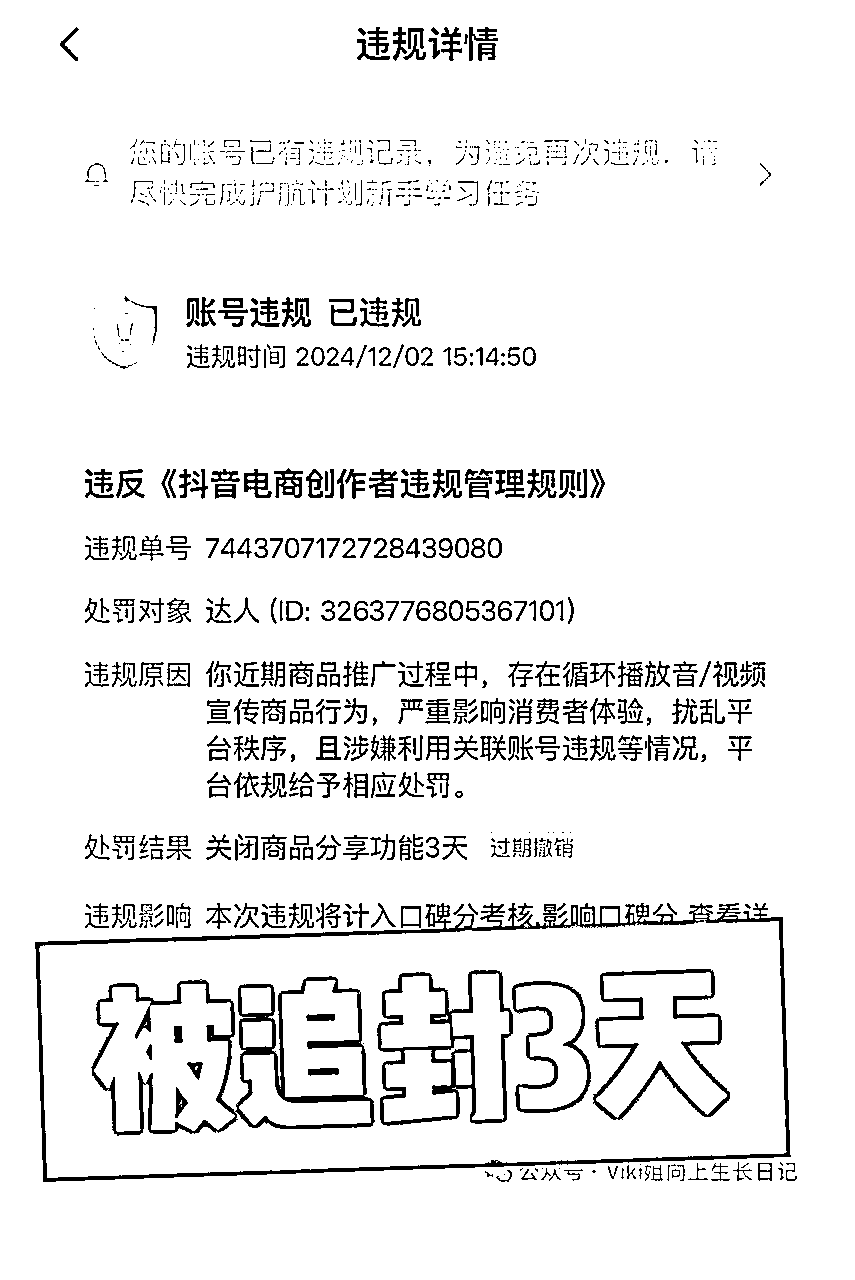 违规详情
您的账号已有违规记录，为避免再次违规．请
尽快完成护航计划新手学习任务
账号违规 已违规
违规时间 2024/12/02 15:14:50
违反《抖音电商创作者违规管理规则》
违规单号 7443707172728439080
处罚对象 达人 (ID: 3263776805367101)
违规原因 你近期商品推广过程中，存在循环播放音/视频
宣传商品行为，严重影响消费者体验，扰乱平
台秩序，且涉嫌利用关联账号违规等情况，平
台依规给予相应处罚。
处罚结果 关闭商品分享功能3天 过期撤销
违规影响 本次违规将计入口碑分考核,影响口碑分 查看详
被追封3天
公众号·Viki姐向上生长日记